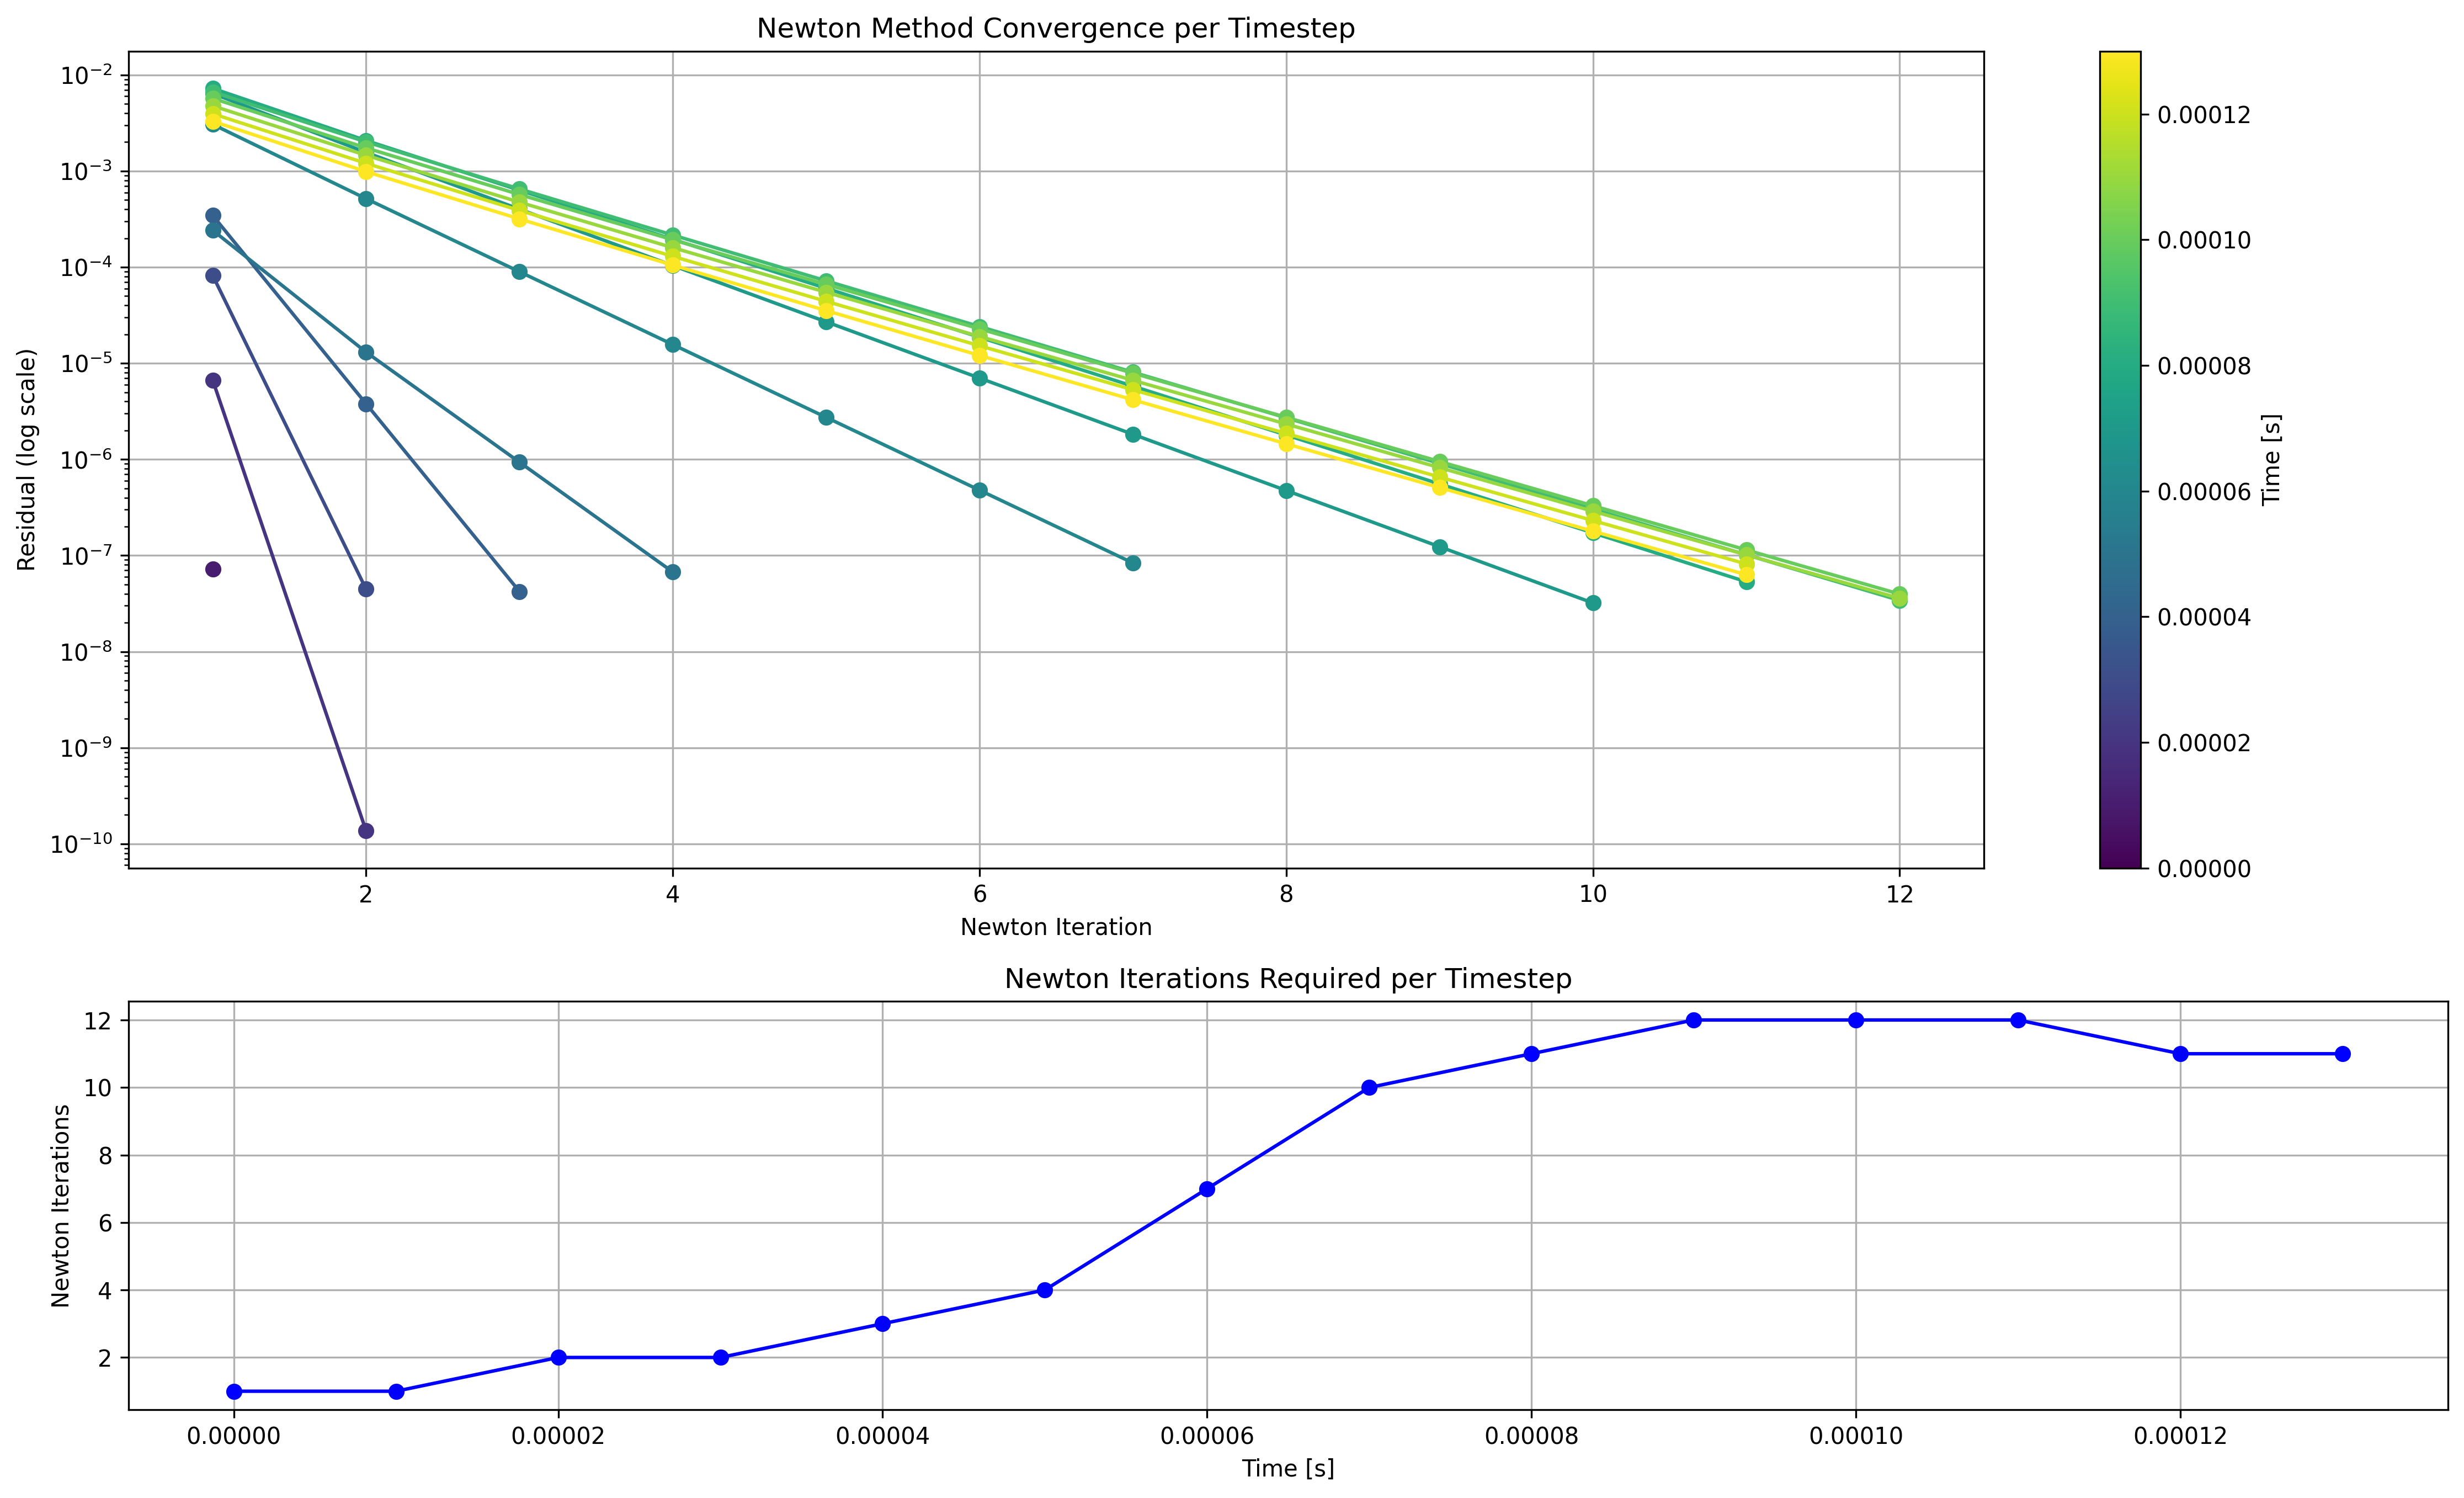 Newton Method Convergence per Timestep
Residual (log scale)
10⁻²
10⁻³
10⁻⁴
10⁻⁵
10⁻⁶
10⁻⁷
10⁻⁸
10⁻⁹
10⁻¹⁰
2 4 6 8 10 12
Newton Iteration
0.00012
0.00010
0.00008
0.00006
0.00004
0.00002
0.00000
Time [s]
Newton Iterations Required per Timestep
Newton Iterations
12
10
8
6
4
2
0.00000 0.00002 0.00004 0.00006 0.00008 0.00010 0.00012
Time [s]